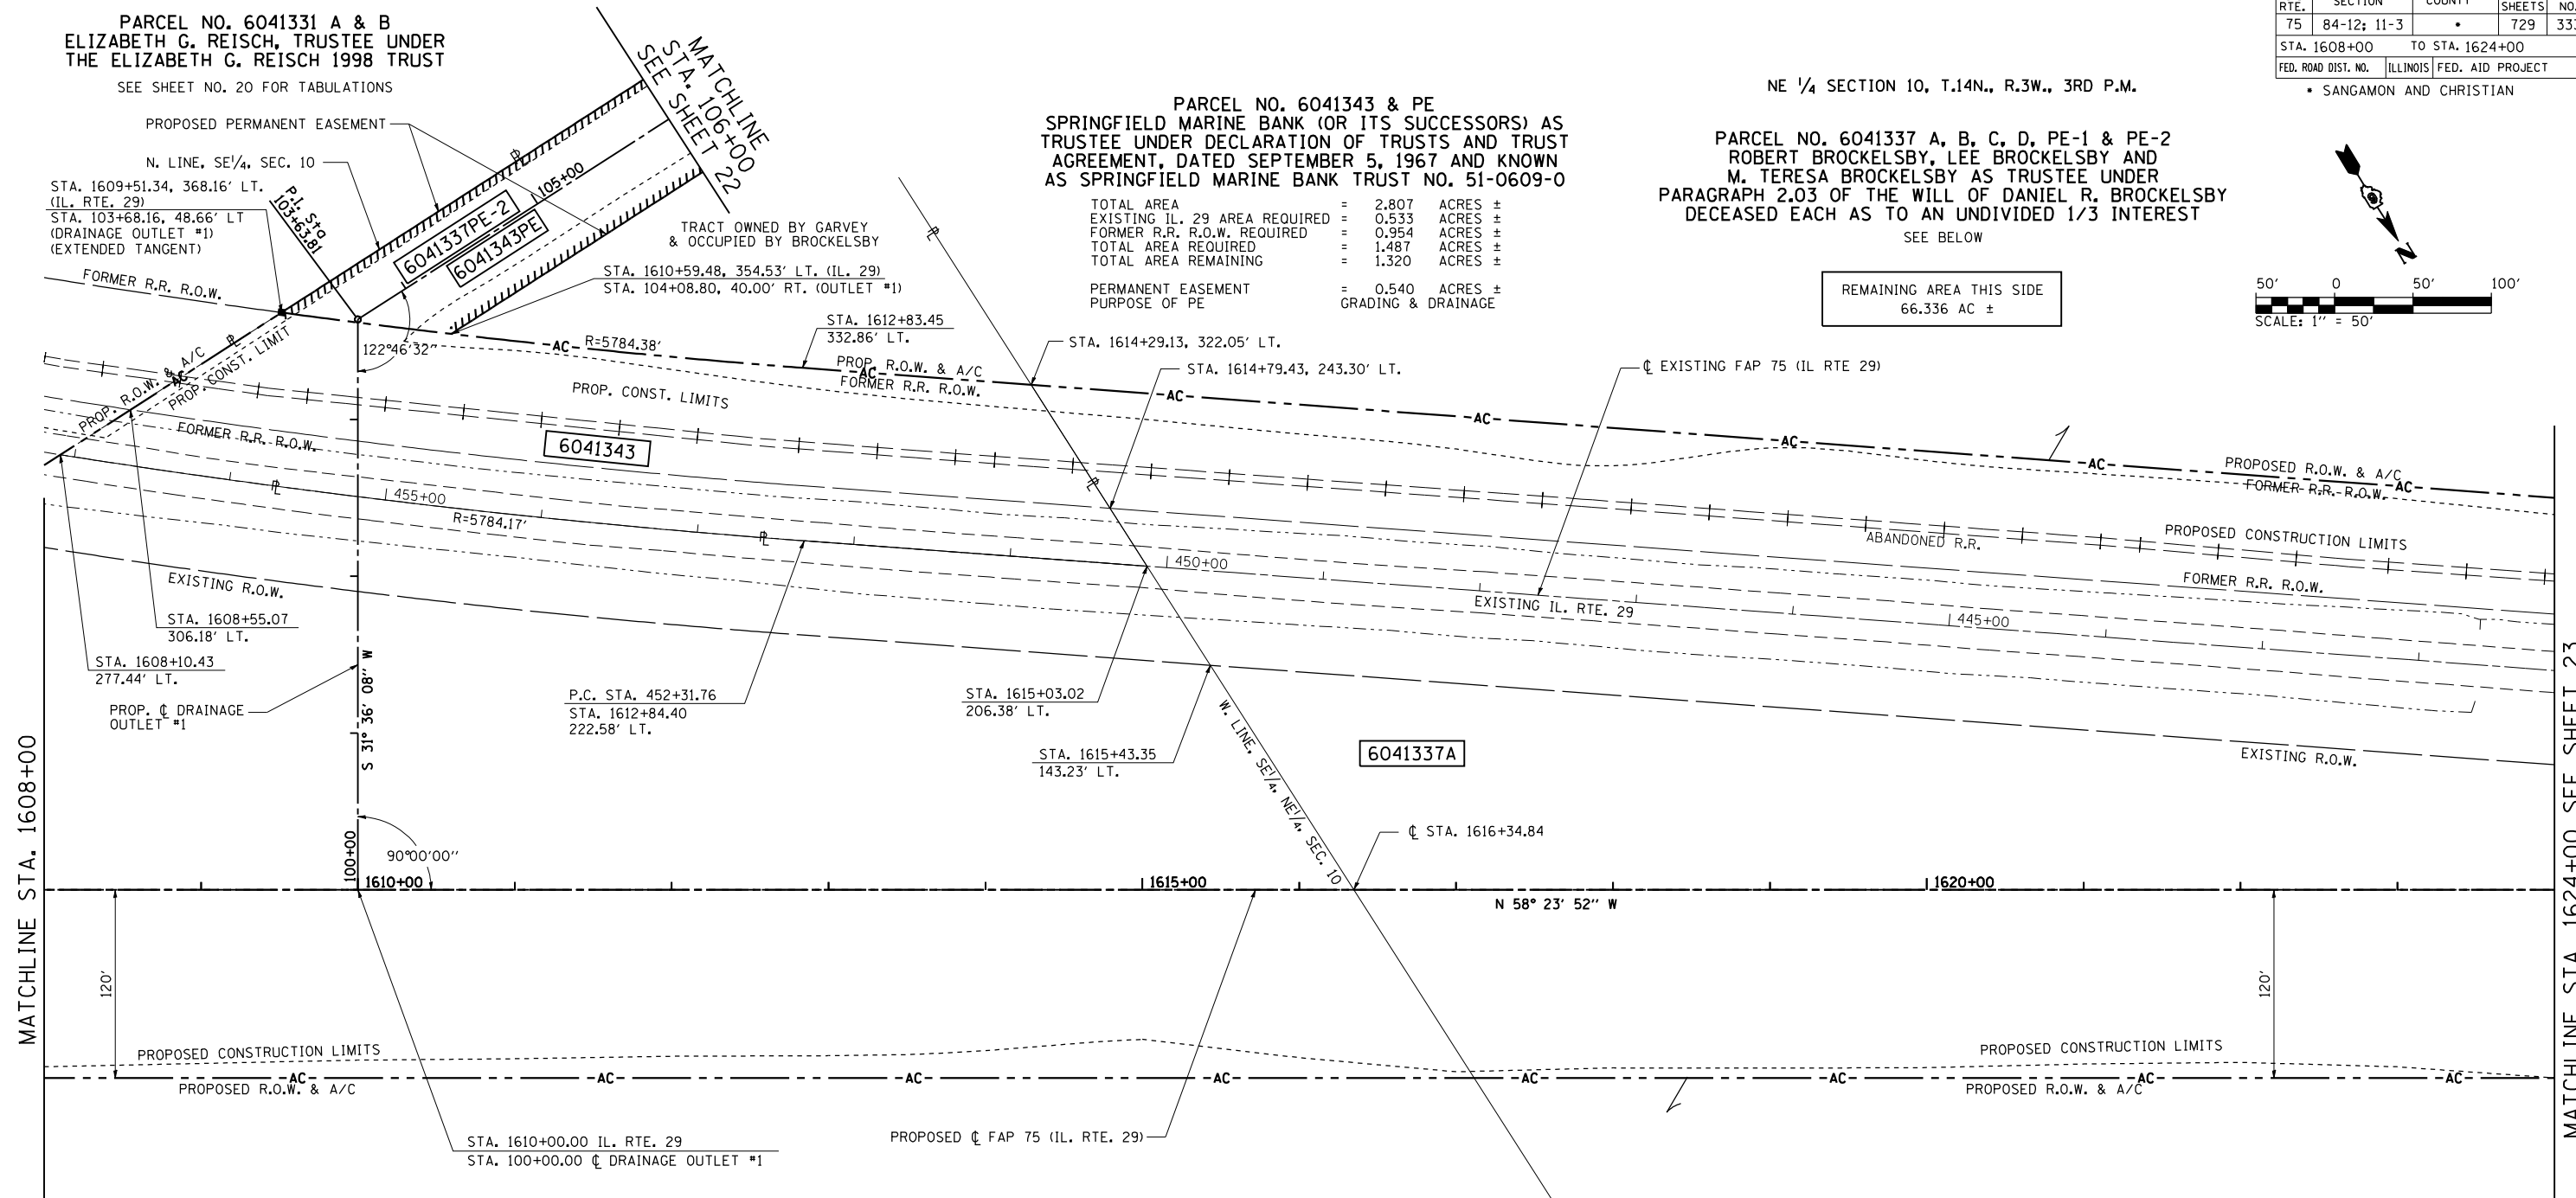 PARCEL NO. 6041331 A & B
ELIZABETH G. REISCH, TRUSTEE UNDER
THE ELIZABETH G. REISCH 1998 TRUST
SEE SHEET NO. 20 FOR TABULATIONS
PROPOSED PERMANENT EASEMENT
N. LINE, SE¼, SEC. 10
STA. 1609+51.34, 368.16' LT.
(IL. RTE. 29)
STA. 103+68.16, 48.66' LT
(DRAINAGE OUTLET #1)
(EXTENDED TANGENT)
P.I. Sta
103+63.81
MATCHLINE
STA. 106+00
SEE SHEET 22
105+00
6041337PE-2
6041343PE
TRACT OWNED BY GARVEY
& OCCUPIED BY BROCKELSBY
STA. 1610+59.48, 354.53' LT. (IL. 29)
STA. 104+08.80, 40.00' RT. (OUTLET #1)
PARCEL NO. 6041343 & PE
SPRINGFIELD MARINE BANK (OR ITS SUCCESSORS) AS
TRUSTEE UNDER DECLARATION OF TRUSTS AND TRUST
AGREEMENT, DATED SEPTEMBER 5, 1967 AND KNOWN
AS SPRINGFIELD MARINE BANK TRUST NO. 51-0609-0
TOTAL AREA = 2.807 ACRES ±
EXISTING IL. 29 AREA REQUIRED = 0.533 ACRES ±
FORMER R.R. R.O.W. REQUIRED = 0.954 ACRES ±
TOTAL AREA REQUIRED = 1.487 ACRES ±
TOTAL AREA REMAINING = 1.320 ACRES ±
PERMANENT EASEMENT = 0.540 ACRES ±
PURPOSE OF PE GRADING & DRAINAGE
NE ¼ SECTION 10, T.14N., R.3W., 3RD P.M.
PARCEL NO. 6041337 A, B, C, D, PE-1 & PE-2
ROBERT BROCKELSBY, LEE BROCKELSBY AND
M. TERESA BROCKELSBY AS TRUSTEE UNDER
PARAGRAPH 2.03 OF THE WILL OF DANIEL R. BROCKELSBY
DECEASED EACH AS TO AN UNDIVIDED 1/3 INTEREST
SEE BELOW
REMAINING AREA THIS SIDE
66.336 AC ±
RTE. SECTION COUNTY SHEETS NO.
75 84-12; 11-3 * 729 333
STA. 1608+00 TO STA. 1624+00
FED. ROAD DIST. NO. ILLINOIS FED. AID PROJECT
* SANGAMON AND CHRISTIAN
N
50' 0 50' 100'
SCALE: 1" = 50'
FORMER R.R. R.O.W.
PROP. R.O.W. & A/C
AC
PROP. CONST. LIMIT
℄
℄
122°46'32"
AC
R=5784.38'
STA. 1612+83.45
332.86' LT.
PROP. R.O.W. & A/C
AC
FORMER R.R. R.O.W.
PROP. CONST. LIMITS
STA. 1614+29.13, 322.05' LT.
STA. 1614+79.43, 243.30' LT.
℄ EXISTING FAP 75 (IL RTE 29)
AC
AC
AC
AC
PROPOSED R.O.W. & A/C
AC
FORMER R.R. R.O.W.
PROPOSED CONSTRUCTION LIMITS
ABANDONED R.R.
FORMER R.R. R.O.W.
FORMER R.R. R.O.W.
6041343
455+00
R=5784.17'
450+00
EXISTING IL. RTE. 29
445+00
EXISTING R.O.W.
STA. 1608+55.07
306.18' LT.
STA. 1608+10.43
277.44' LT.
PROP. ℄ DRAINAGE
OUTLET #1
S 31° 36' 08" W
P.C. STA. 452+31.76
STA. 1612+84.40
222.58' LT.
STA. 1615+03.02
206.38' LT.
STA. 1615+43.35
143.23' LT.
W. LINE, SE¼, NE¼, SEC. 10
6041337A
EXISTING R.O.W.
℄ STA. 1616+34.84
100+00
90°00'00"
1610+00
1615+00
1620+00
N 58° 23' 52" W
MATCHLINE STA. 1608+00
MATCHLINE STA. 1624+00 SEE SHEET 23
120'
120'
PROPOSED CONSTRUCTION LIMITS
PROPOSED CONSTRUCTION LIMITS
AC AC AC AC AC AC AC AC
PROPOSED R.O.W. & A/C
PROPOSED R.O.W. & A/C
STA. 1610+00.00 IL. RTE. 29
STA. 100+00.00 ℄ DRAINAGE OUTLET #1
PROPOSED ℄ FAP 75 (IL. RTE. 29)